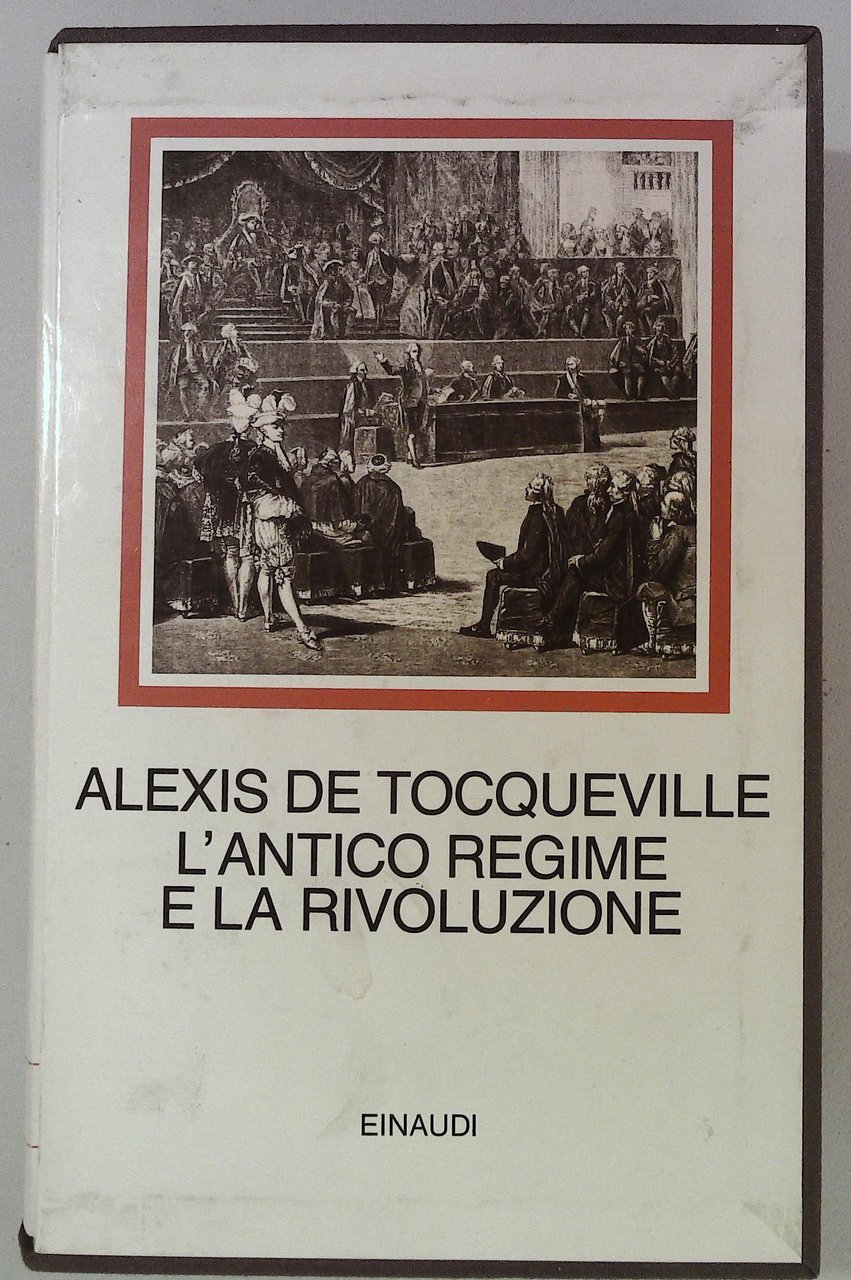 ALEXIS DE TOCQUEVILLE
L'ANTICO REGIME
E LA RIVOLUZIONE
EINAUDI